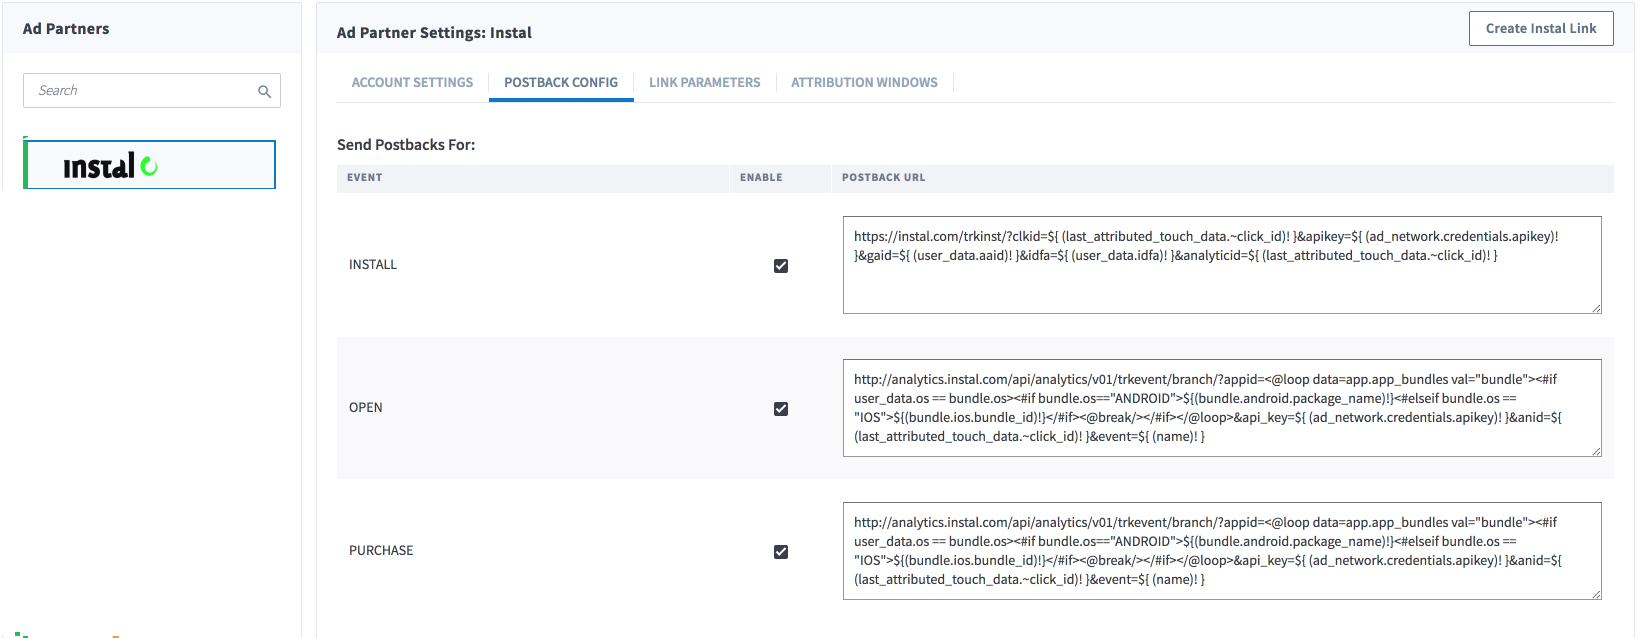 Ad Partners
Search
instal
Ad Partner Settings: Instal
Create Instal Link
ACCOUNT SETTINGS
POSTBACK CONFIG
LINK PARAMETERS
ATTRIBUTION WINDOWS
Send Postbacks For:
EVENT ENABLE POSTBACK URL
INSTALL
https://instal.com/trkinst/?clkid=${ (last_attributed_touch_data.~click_id)! }&apikey=${ (ad_network.credentials.apikey)!
}&gaid=${ (user_data.aaid)! }&idfa=${ (user_data.idfa)! }&analyticid=${ (last_attributed_touch_data.~click_id)! }
OPEN
http://analytics.instal.com/api/analytics/v01/trkevent/branch/?appid=<@loop data=app.app_bundles val="bundle"><#if
user_data.os == bundle.os><#if bundle.os=="ANDROID">${(bundle.android.package_name)!}<#elseif bundle.os ==
"IOS">${(bundle.ios.bundle_id)!}</#if><@break/></#if></@loop>&api_key=${ (ad_network.credentials.apikey)! }&anid=${
(last_attributed_touch_data.~click_id)! }&event=${ (name)! }
PURCHASE
http://analytics.instal.com/api/analytics/v01/trkevent/branch/?appid=<@loop data=app.app_bundles val="bundle"><#if
user_data.os == bundle.os><#if bundle.os=="ANDROID">${(bundle.android.package_name)!}<#elseif bundle.os ==
"IOS">${(bundle.ios.bundle_id)!}</#if><@break/></#if></@loop>&api_key=${ (ad_network.credentials.apikey)! }&anid=${
(last_attributed_touch_data.~click_id)! }&event=${ (name)! }